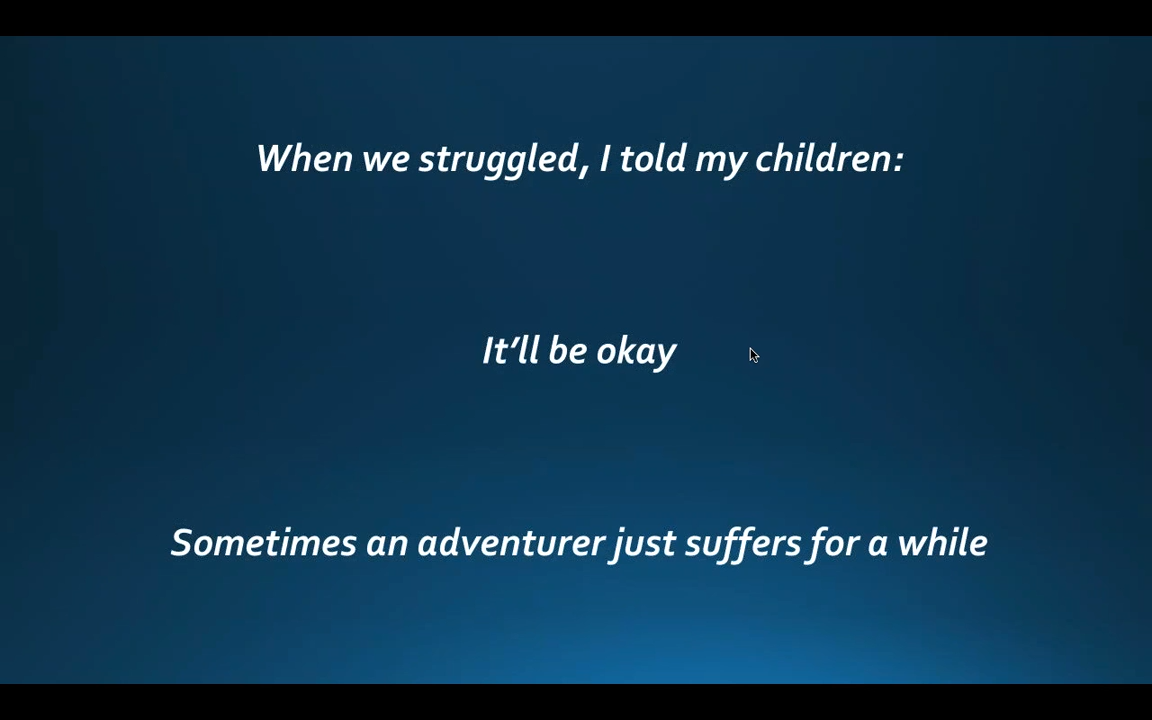 When we struggled, I told my children:
It’ll be okay
Sometimes an adventurer just suffers for a while